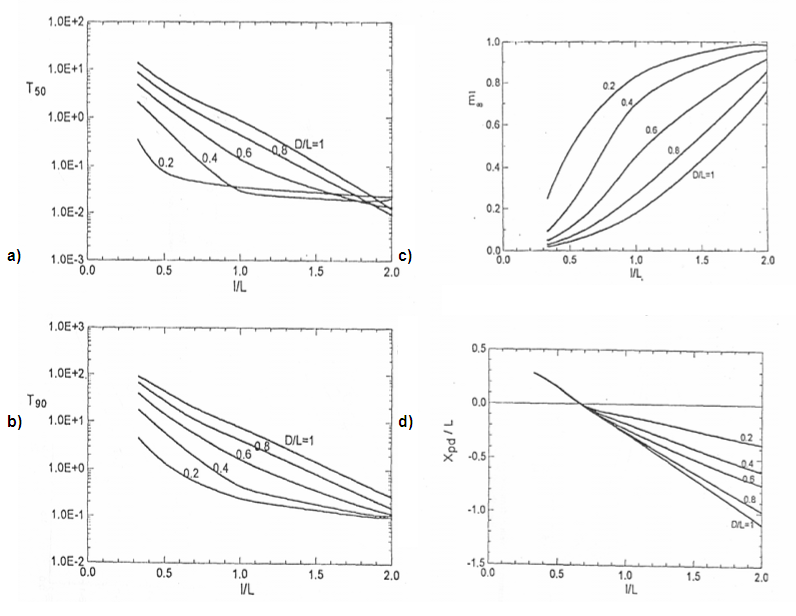 a)
T50
1.0E+2
1.0E+1
1.0E+0
1.0E-1
1.0E-2
1.0E-3
D/L=1
0.8
0.6
0.4
0.2
0.0 0.5 1.0 1.5 2.0
l/L
c)
1.0
0.8
0.6
0.4
0.2
0.0
0.2
0.4
0.6
0.8
D/L=1
0.0 0.5 1.0 1.5 2.0
l/L
b)
T90
1.0E+3
1.0E+2
1.0E+1
1.0E+0
1.0E-1
1.0E-2
D/L=1
0.8
0.6
0.4
0.2
0.0 0.5 1.0 1.5 2.0
l/L
d)
Xpd / L
0.5
0.0
-0.5
-1.0
-1.5
0.2
0.4
0.6
0.8
D/L=1
0.0 0.5 1.0 1.5 2.0
l/L